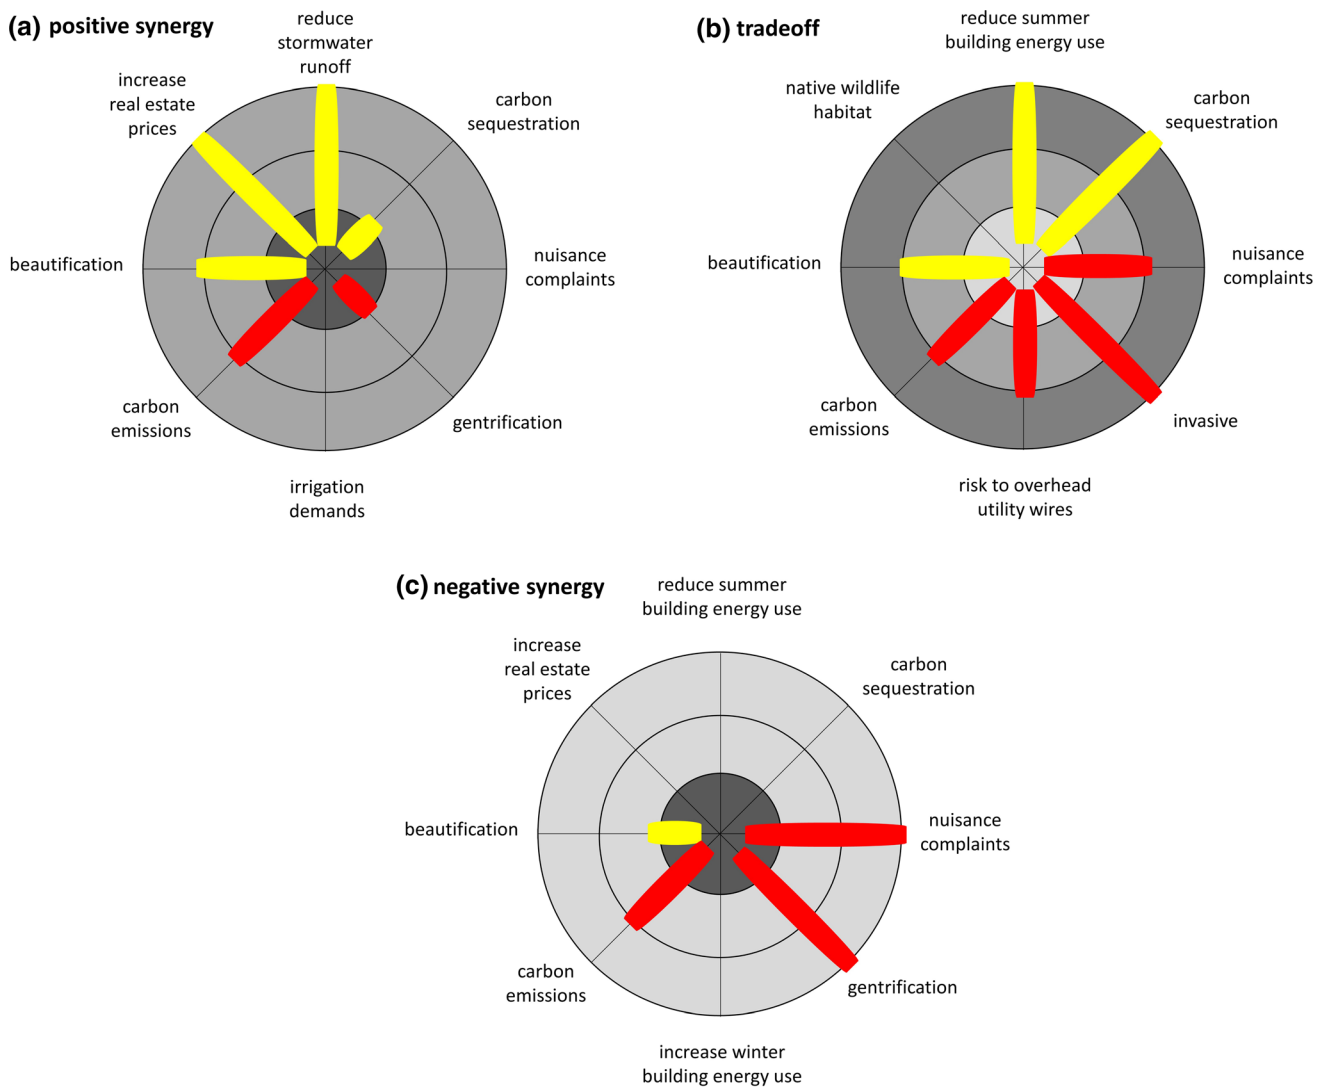 (a) positive synergy
reduce
stormwater
runoff
increase
real estate
prices
carbon
sequestration
beautification
nuisance
complaints
carbon
emissions
gentrification
irrigation
demands
(b) tradeoff
reduce summer
building energy use
native wildlife
habitat
carbon
sequestration
beautification
nuisance
complaints
carbon
emissions
invasive
risk to overhead
utility wires
(c) negative synergy
reduce summer
building energy use
increase
real estate
prices
carbon
sequestration
beautification
nuisance
complaints
carbon
emissions
gentrification
increase winter
building energy use